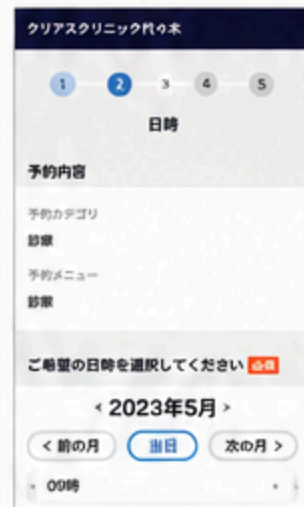 クリアスクリニック代々木
1 2 3 4 5
日時
予約内容
予約カテゴリ
診療
予約メニュー
診療
ご希望の日時を選択してください 必須
‹ 2023年5月 ›
< 前の月 当日 次の月 >
09時